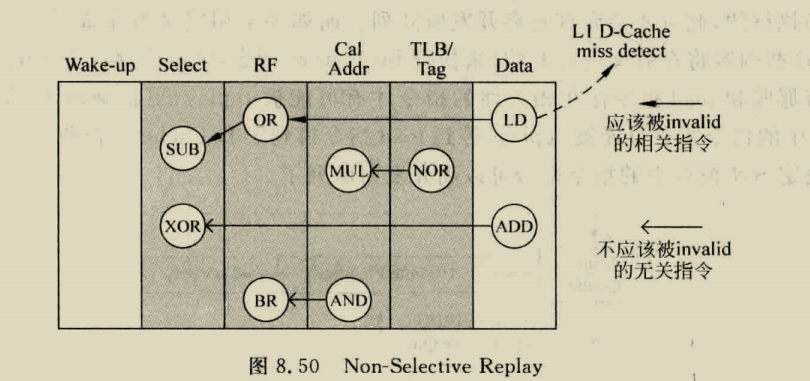 L1 D-Cache
miss detect
Wake-up Select RF Cal Addr TLB/ Tag Data
OR
LD
SUB
MUL
NOR
XOR
ADD
BR
AND
应该被invalid
的相关指令
不应该被invalid
的无关指令
图 8.50 Non-Selective Replay